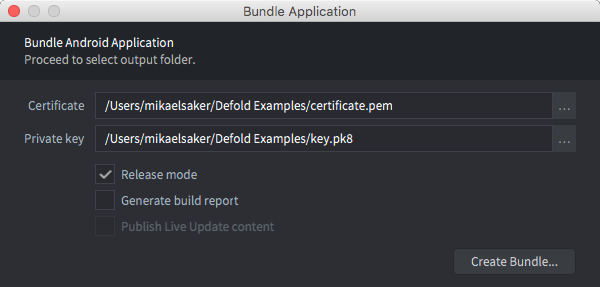 Bundle Application
Bundle Android Application
Proceed to select output folder.
Certificate /Users/mikaelsaker/Defold Examples/certificate.pem ...
Private key /Users/mikaelsaker/Defold Examples/key.pk8 ...
Release mode
Generate build report
Publish Live Update content
Create Bundle...